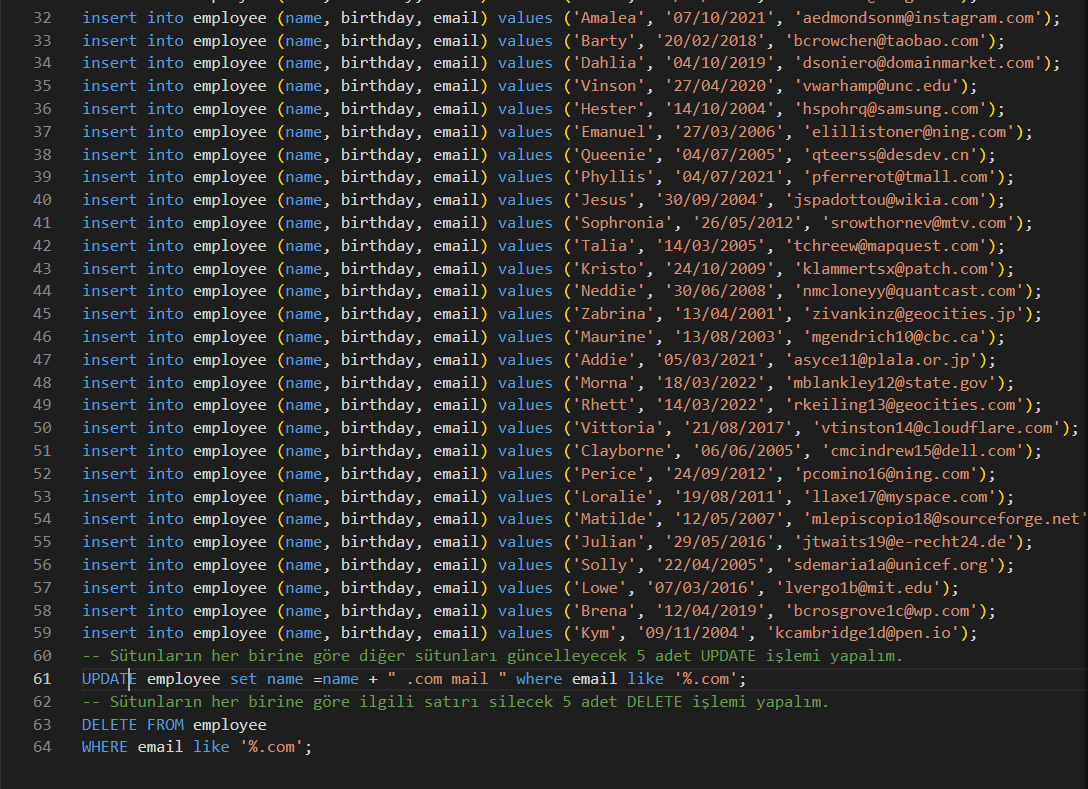 32 insert into employee (name, birthday, email) values ('Amalea', '07/10/2021', 'aedmondsonm@instagram.com');
33 insert into employee (name, birthday, email) values ('Barty', '20/02/2018', 'bcrowchen@taobao.com');
34 insert into employee (name, birthday, email) values ('Dahlia', '04/10/2019', 'dsoniero@domainmarket.com');
35 insert into employee (name, birthday, email) values ('Vinson', '27/04/2020', 'vwarhamp@unc.edu');
36 insert into employee (name, birthday, email) values ('Hester', '14/10/2004', 'hspohrq@samsung.com');
37 insert into employee (name, birthday, email) values ('Emanuel', '27/03/2006', 'elillistoner@ning.com');
38 insert into employee (name, birthday, email) values ('Queenie', '04/07/2005', 'qteerss@desdev.cn');
39 insert into employee (name, birthday, email) values ('Phyllis', '04/07/2021', 'pferrerot@tmall.com');
40 insert into employee (name, birthday, email) values ('Jesus', '30/09/2004', 'jspadottou@wikia.com');
41 insert into employee (name, birthday, email) values ('Sophronia', '26/05/2012', 'srowthornev@mtv.com');
42 insert into employee (name, birthday, email) values ('Talia', '14/03/2005', 'tchreew@mapquest.com');
43 insert into employee (name, birthday, email) values ('Kristo', '24/10/2009', 'klammertsx@patch.com');
44 insert into employee (name, birthday, email) values ('Neddie', '30/06/2008', 'nmcloneyy@quantcast.com');
45 insert into employee (name, birthday, email) values ('Zabrina', '13/04/2001', 'zivankinz@geocities.jp');
46 insert into employee (name, birthday, email) values ('Maurine', '13/08/2003', 'mgendrich10@cbc.ca');
47 insert into employee (name, birthday, email) values ('Addie', '05/03/2021', 'asyce11@plala.or.jp');
48 insert into employee (name, birthday, email) values ('Morna', '18/03/2022', 'mblankley12@state.gov');
49 insert into employee (name, birthday, email) values ('Rhett', '14/03/2022', 'rkeiling13@geocities.com');
50 insert into employee (name, birthday, email) values ('Vittoria', '21/08/2017', 'vtinston14@cloudflare.com');
51 insert into employee (name, birthday, email) values ('Clayborne', '06/06/2005', 'cmcindrew15@dell.com');
52 insert into employee (name, birthday, email) values ('Perice', '24/09/2012', 'pcomino16@ning.com');
53 insert into employee (name, birthday, email) values ('Loralie', '19/08/2011', 'llaxe17@myspace.com');
54 insert into employee (name, birthday, email) values ('Matilde', '12/05/2007', 'mlepiscopio18@sourceforge.net'
55 insert into employee (name, birthday, email) values ('Julian', '29/05/2016', 'jtwaits19@e-recht24.de');
56 insert into employee (name, birthday, email) values ('Solly', '22/04/2005', 'sdemaria1a@unicef.org');
57 insert into employee (name, birthday, email) values ('Lowe', '07/03/2016', 'lvergo1b@mit.edu');
58 insert into employee (name, birthday, email) values ('Brena', '12/04/2019', 'bcrosgrove1c@wp.com');
59 insert into employee (name, birthday, email) values ('Kym', '09/11/2004', 'kcambridge1d@pen.io');
60 -- Sütunların her birine göre diğer sütunları güncelleyecek 5 adet UPDATE işlemi yapalım.
61 UPDATE employee set name =name + " .com mail " where email like '%.com';
62 -- Sütunların her birine göre ilgili satırı silecek 5 adet DELETE işlemi yapalım.
63 DELETE FROM employee
64 WHERE email like '%.com';